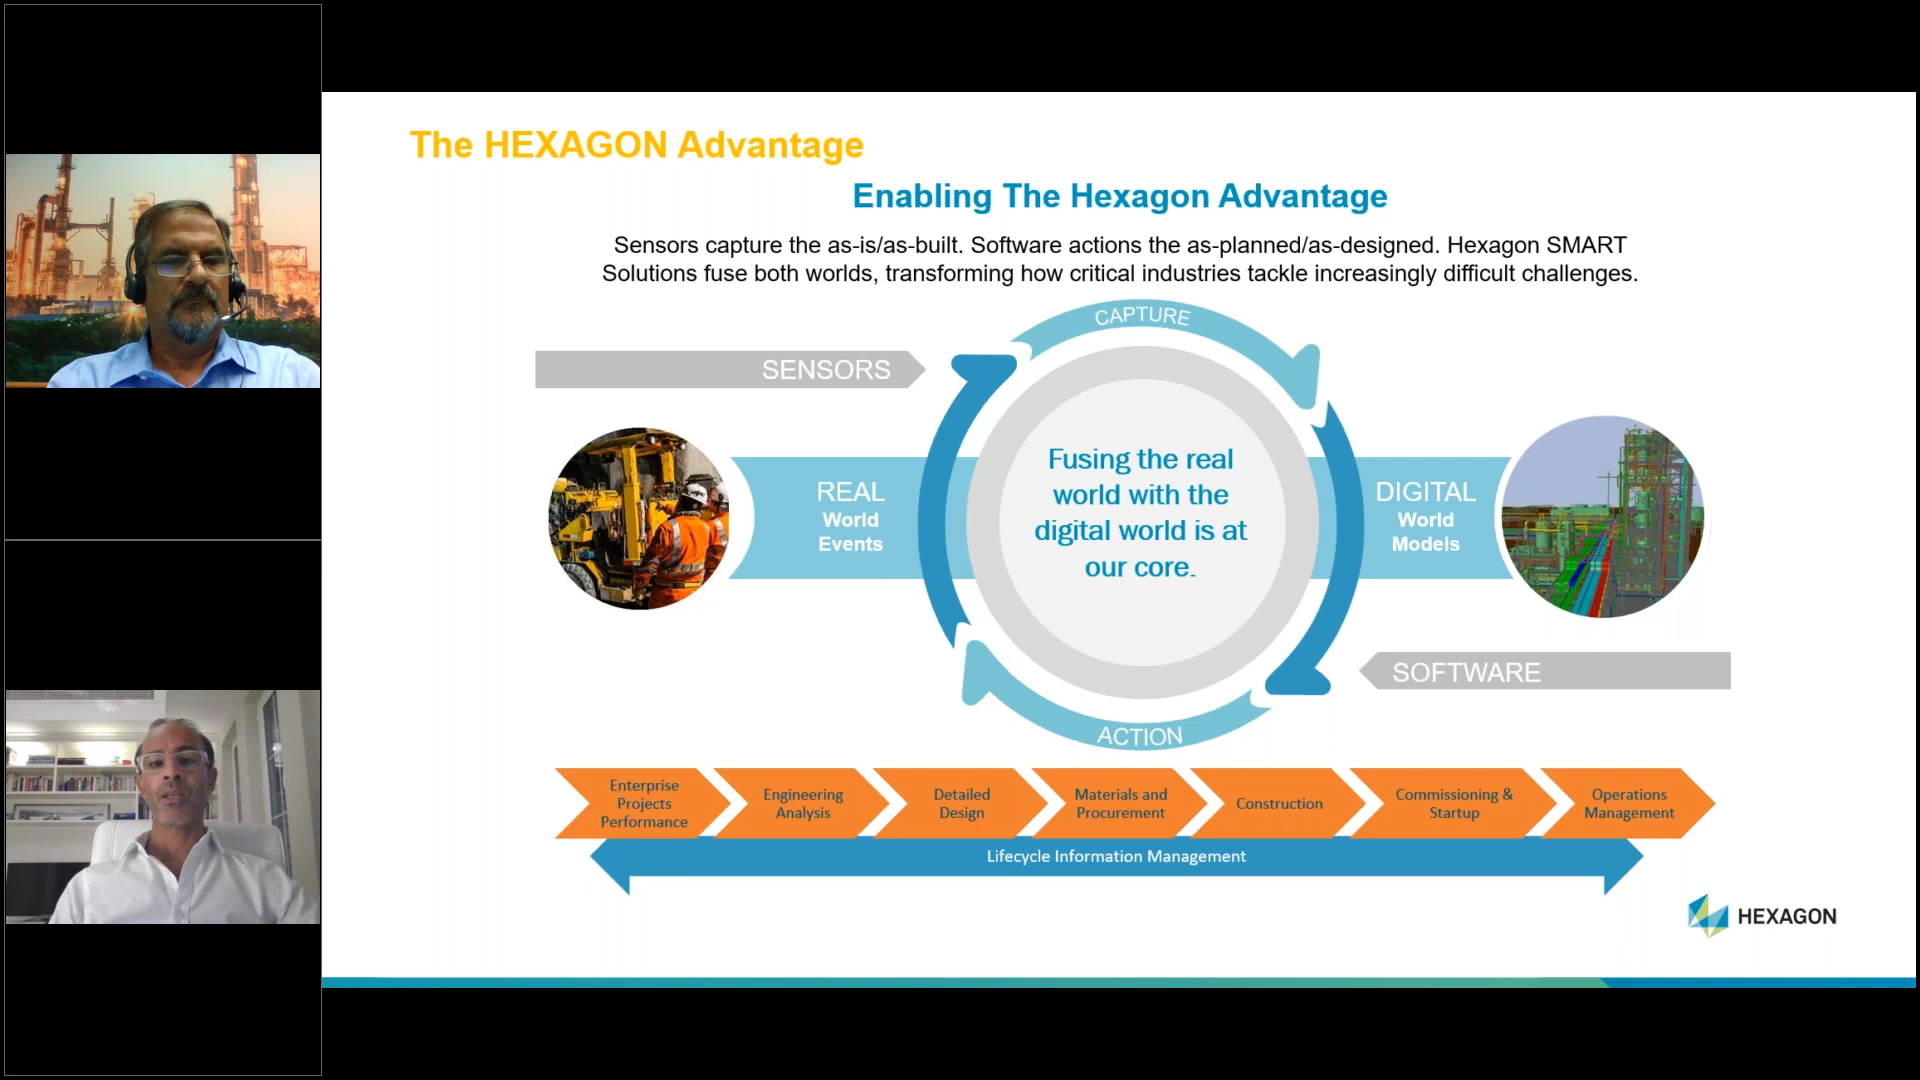 The HEXAGON Advantage
Enabling The Hexagon Advantage
Sensors capture the as-is/as-built. Software actions the as-planned/as-designed. Hexagon SMART
Solutions fuse both worlds, transforming how critical industries tackle increasingly difficult challenges.
CAPTURE
SENSORS
REAL
World
Events
Fusing the real
world with the
digital world is at
our core.
DIGITAL
World
Models
SOFTWARE
ACTION
Enterprise
Projects
Performance
Engineering
Analysis
Detailed
Design
Materials and
Procurement
Construction
Commissioning &
Startup
Operations
Management
Lifecycle Information Management
HEXAGON